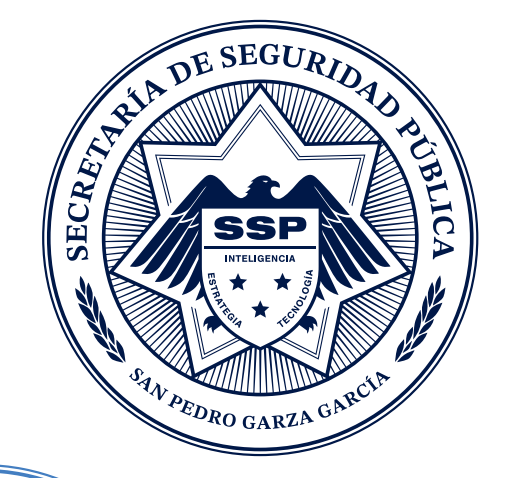 SECRETARÍA DE SEGURIDAD PÚBLICA
SSP
INTELIGENCIA
ESTRATEGIA
TECNOLOGÍA
SAN PEDRO GARZA GARCÍA